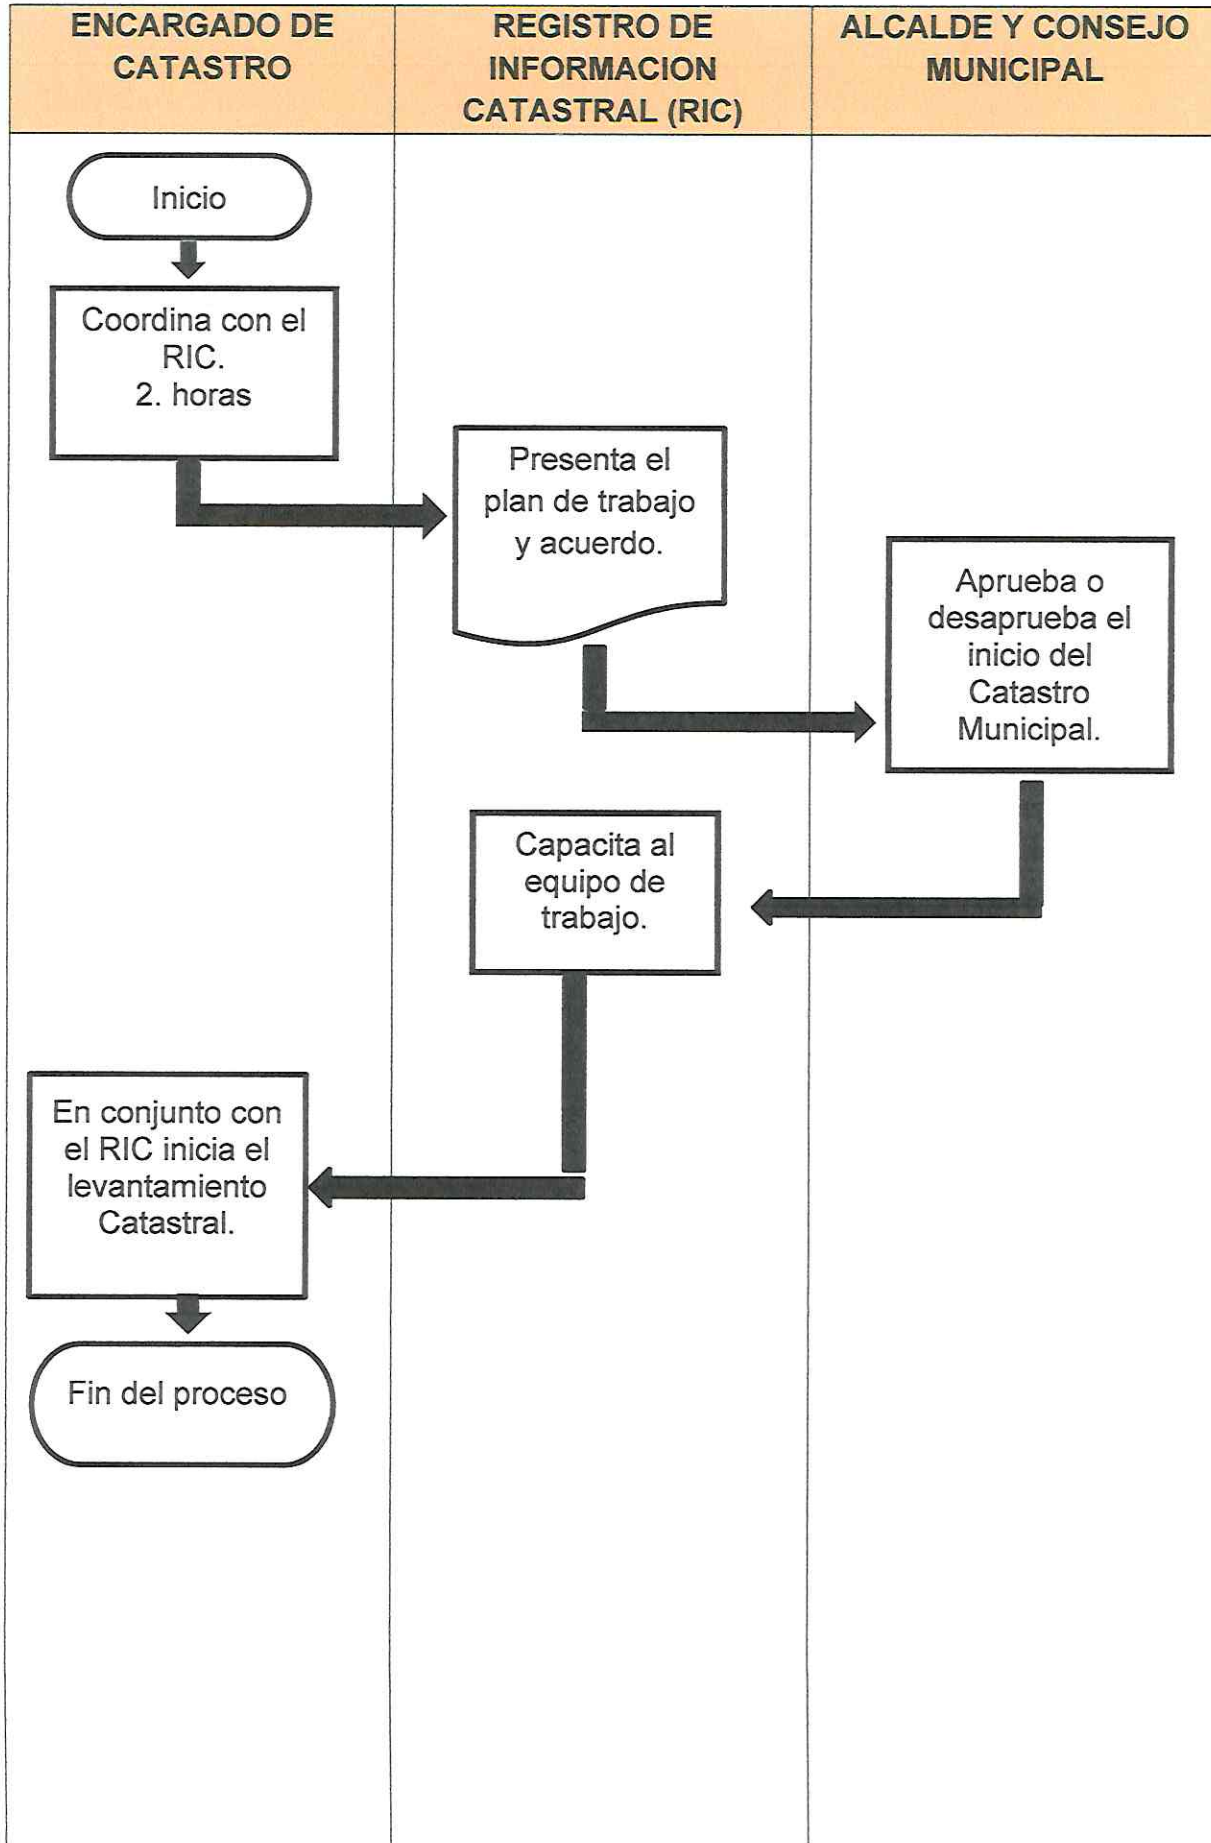 ENCARGADO DE
CATASTRO
REGISTRO DE
INFORMACION
CATASTRAL (RIC)
ALCALDE Y CONSEJO
MUNICIPAL
Inicio
Coordina con el
RIC.
2. horas
Presenta el
plan de trabajo
y acuerdo.
Aprueba o
desaprueba el
inicio del
Catastro
Municipal.
Capacita al
equipo de
trabajo.
En conjunto con
el RIC inicia el
levantamiento
Catastral.
Fin del proceso